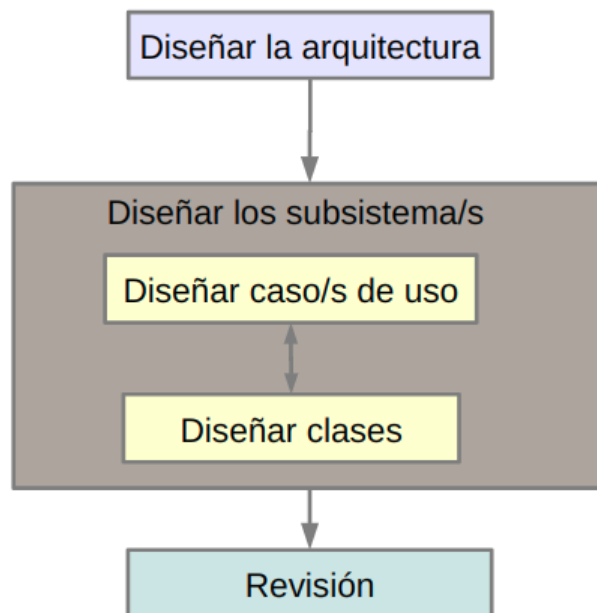 Diseñar la arquitectura
Diseñar los subsistema/s
Diseñar caso/s de uso
Diseñar clases
Revisión